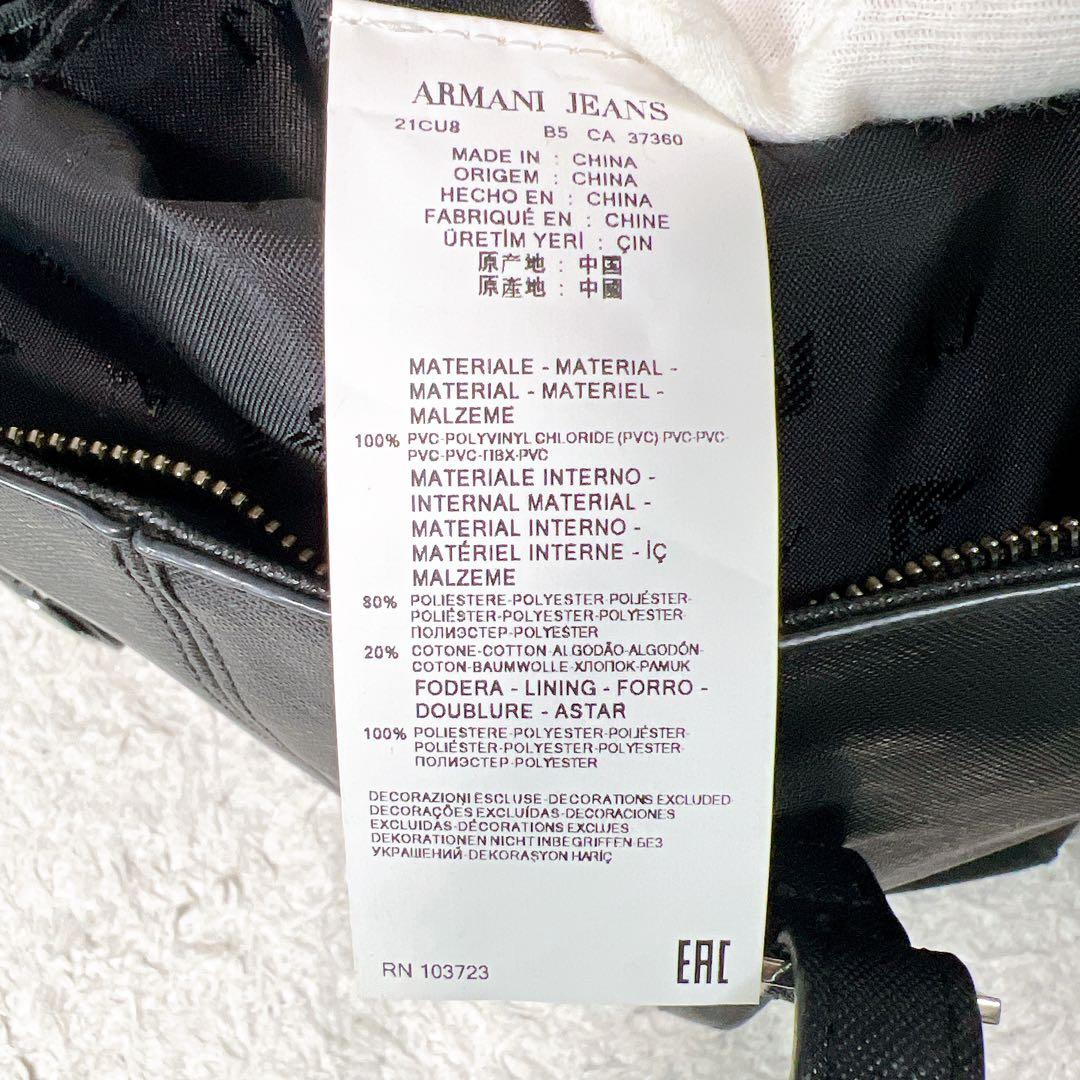 ARMANI JEANS
21CU8 B5 CA 37360
MADE IN : CHINA
ORIGEM : CHINA
HECHO EN : CHINA
FABRIQUÉ EN : CHINE
ÜRETİM YERİ : ÇIN
原产地 : 中国
原產地 : 中國
MATERIALE - MATERIAL -
MATERIAL - MATERIEL -
MALZEME
100% PVC-POLYVINYL CHLORIDE (PVC) PVC-PVC-
PVC-PVC-ПВХ-PVC
MATERIALE INTERNO -
INTERNAL MATERIAL -
MATERIAL INTERNO -
MATÉRIEL INTERNE - İÇ
MALZEME
80% POLIESTERE-POLYESTER-POLIÉSTER-
POLIÉSTER-POLYESTER-POLYESTER-
ПОЛИЭСТЕР-POLYESTER
20% COTONE-COTTON-ALGODÃO-ALGODÓN-
COTON-BAUMWOLLE-ХЛОПОК-PAMUK
FODERA - LINING - FORRO -
DOUBLURE - ASTAR
100% POLIESTERE-POLYESTER-POLIÉSTER-
POLIÉSTER-POLYESTER-POLYESTER-
ПОЛИЭСТЕР-POLYESTER
DECORAZIONI ESCLUSE-DECORATIONS EXCLUDED-
DECORAÇÕES EXCLUÍDAS-DECORACIONES
EXCLUIDAS-DÉCORATIONS EXCLUES-
DEKORATIONEN NICHT INBEGRIFFEN-БЕЗ
УКРАШЕНИЙ-DEKORASYON HARİÇ
RN 103723 EAC